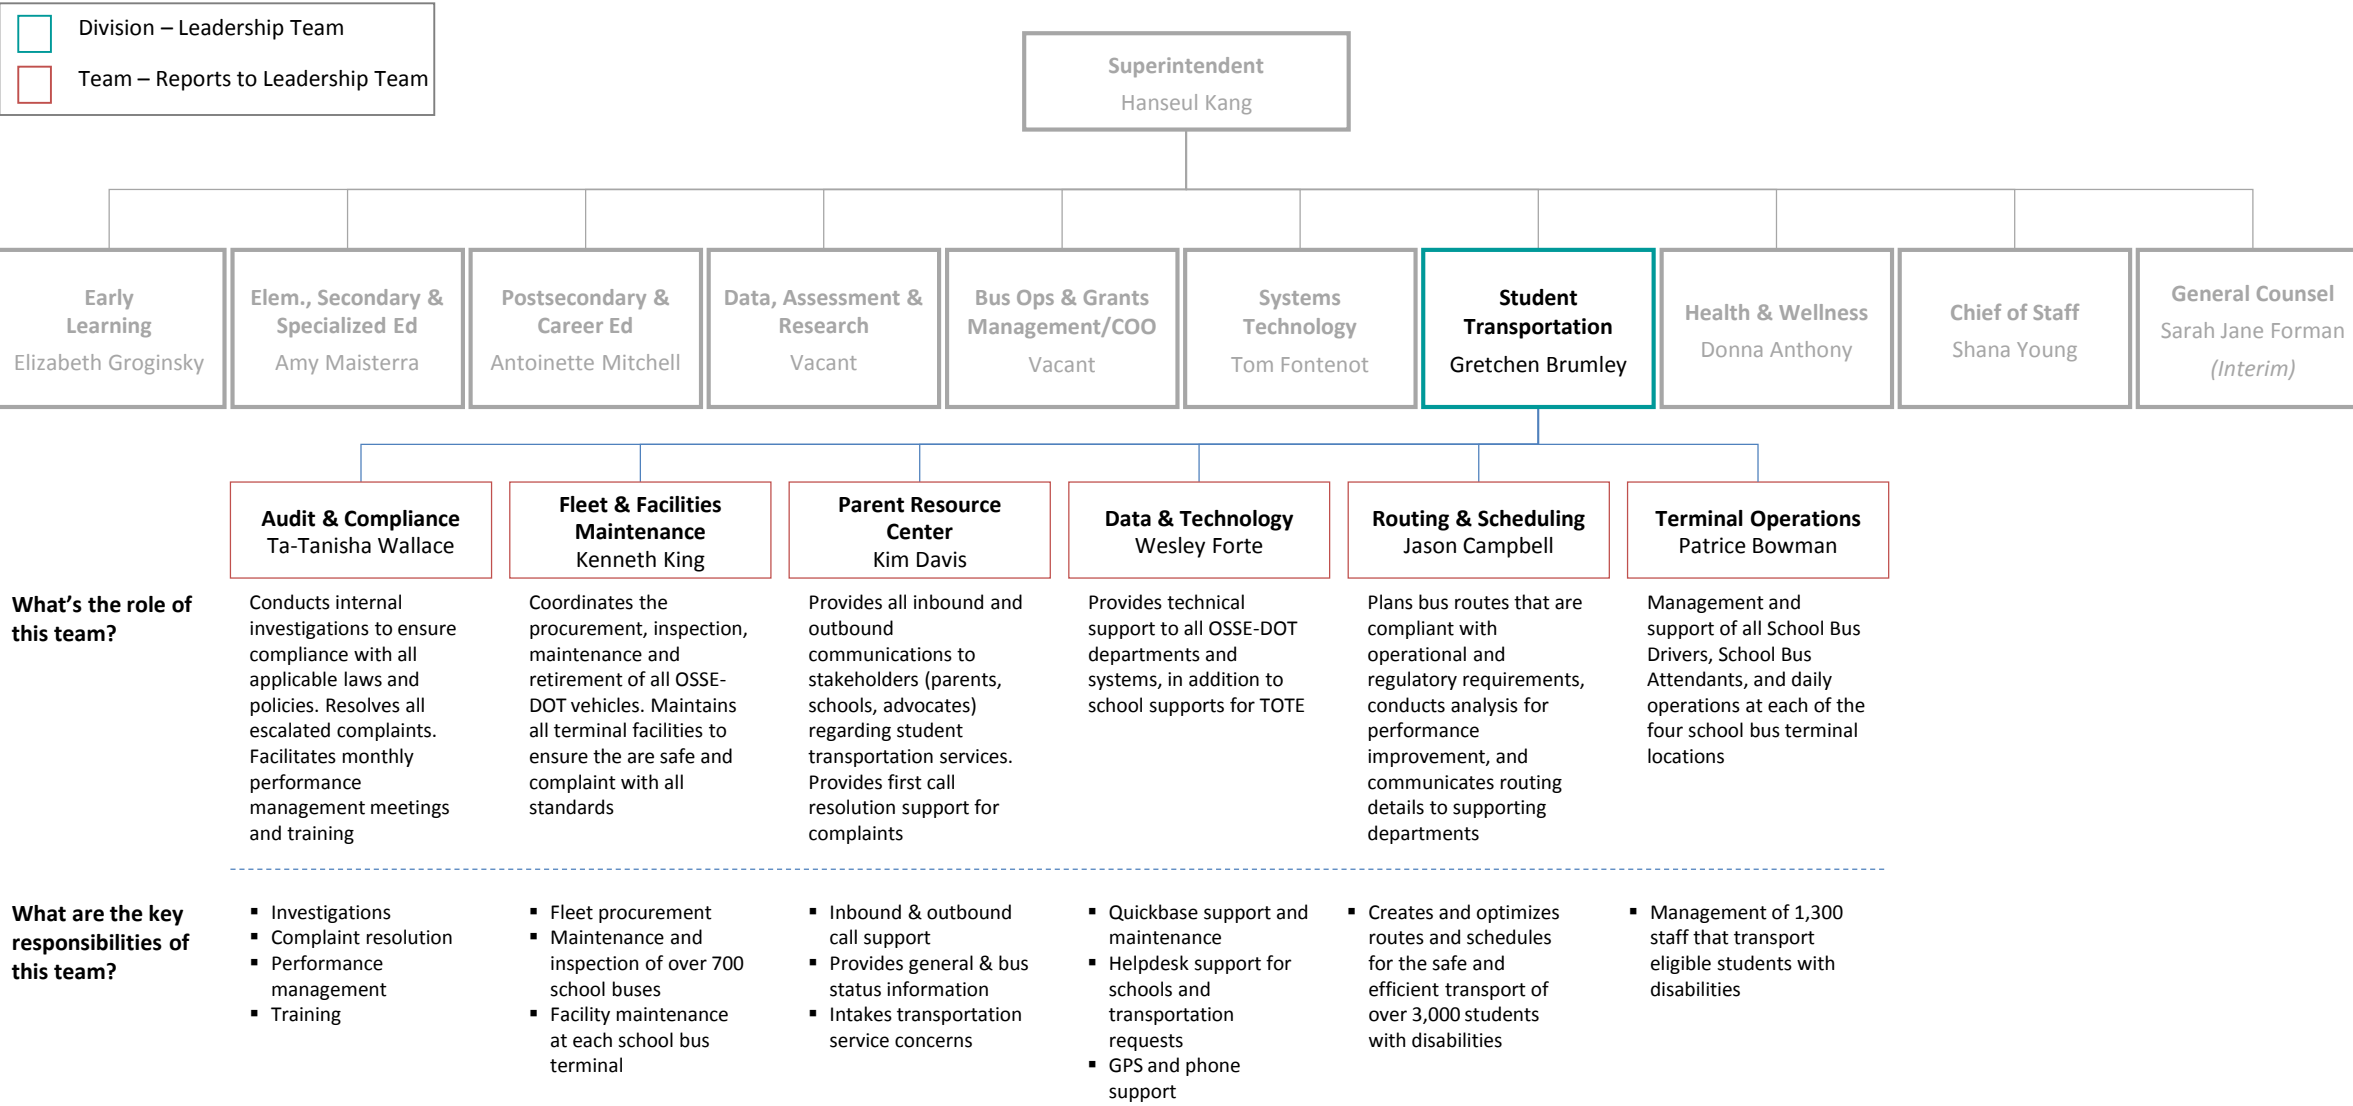 Division – Leadership Team
Team – Reports to Leadership Team
Superintendent
Hanseul Kang
Early
Learning
Elizabeth Groginsky
Elem., Secondary &
Specialized Ed
Amy Maisterra
Postsecondary &
Career Ed
Antoinette Mitchell
Data, Assessment &
Research
Vacant
Bus Ops & Grants
Management/COO
Vacant
Systems
Technology
Tom Fontenot
Student
Transportation
Gretchen Brumley
Health & Wellness
Donna Anthony
Chief of Staff
Shana Young
General Counsel
Sarah Jane Forman
(Interim)
Audit & Compliance
Ta-Tanisha Wallace
Fleet & Facilities
Maintenance
Kenneth King
Parent Resource
Center
Kim Davis
Data & Technology
Wesley Forte
Routing & Scheduling
Jason Campbell
Terminal Operations
Patrice Bowman
What's the role of
this team?
Conducts internal
investigations to ensure
compliance with all
applicable laws and
policies. Resolves all
escalated complaints.
Facilitates monthly
performance
management meetings
and training
Coordinates the
procurement, inspection,
maintenance and
retirement of all OSSE-
DOT vehicles. Maintains
all terminal facilities to
ensure the are safe and
complaint with all
standards
Provides all inbound and
outbound
communications to
stakeholders (parents,
schools, advocates)
regarding student
transportation services.
Provides first call
resolution support for
complaints
Provides technical
support to all OSSE-DOT
departments and
systems, in addition to
school supports for TOTE
Plans bus routes that are
compliant with
operational and
regulatory requirements,
conducts analysis for
performance
improvement, and
communicates routing
details to supporting
departments
Management and
support of all School Bus
Drivers, School Bus
Attendants, and daily
operations at each of the
four school bus terminal
locations
What are the key
responsibilities of
this team?
▪ Investigations
▪ Complaint resolution
▪ Performance
management
▪ Training
▪ Fleet procurement
▪ Maintenance and
inspection of over 700
school buses
▪ Facility maintenance
at each school bus
terminal
▪ Inbound & outbound
call support
▪ Provides general & bus
status information
▪ Intakes transportation
service concerns
▪ Quickbase support and
maintenance
▪ Helpdesk support for
schools and
transportation
requests
▪ GPS and phone
support
▪ Creates and optimizes
routes and schedules
for the safe and
efficient transport of
over 3,000 students
with disabilities
▪ Management of 1,300
staff that transport
eligible students with
disabilities